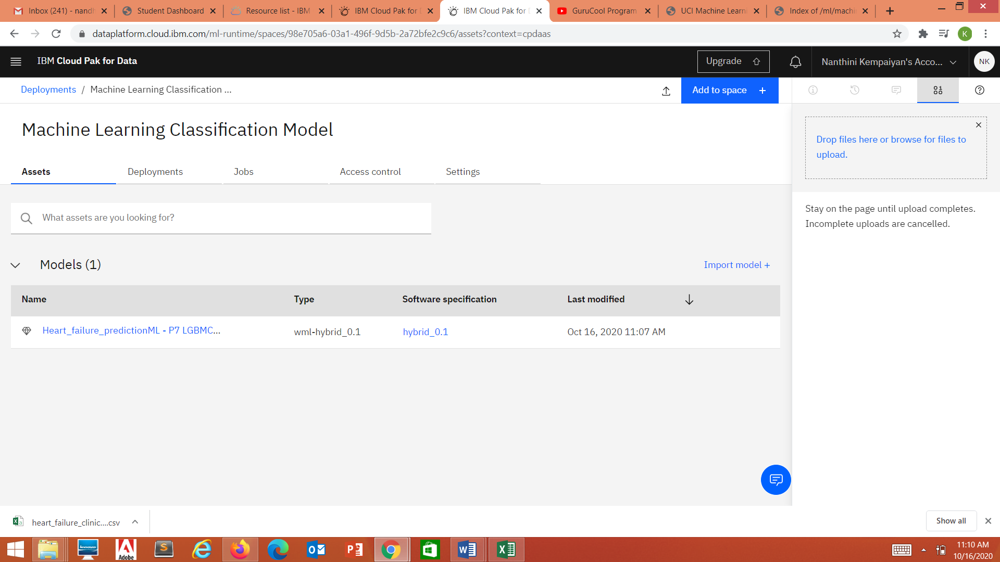 Inbox (241) - nandh
Student Dashboard
Resource list - IBM
IBM Cloud Pak for D
IBM Cloud Pak for D
GuruCool Program
UCI Machine Learni
Index of /ml/machi
dataplatform.cloud.ibm.com/ml-runtime/spaces/98e705a6-03a1-496f-9d5b-2a72bfe2c9c6/assets?context=cpdaas
K
IBM Cloud Pak for Data
Upgrade
Nanthini Kempaiyan's Acco...
NK
Deployments / Machine Learning Classification ...
Add to space +
Machine Learning Classification Model
Drop files here or browse for files to
upload.
Assets
Deployments
Jobs
Access control
Settings
Stay on the page until upload completes.
Incomplete uploads are cancelled.
What assets are you looking for?
Models (1)
Import model +
Name
Type
Software specification
Last modified
Heart_failure_predictionML - P7 LGBMC...
wml-hybrid_0.1
hybrid_0.1
Oct 16, 2020 11:07 AM
heart_failure_clinic....csv
Show all
lenovo
Adobe
11:10 AM
10/16/2020